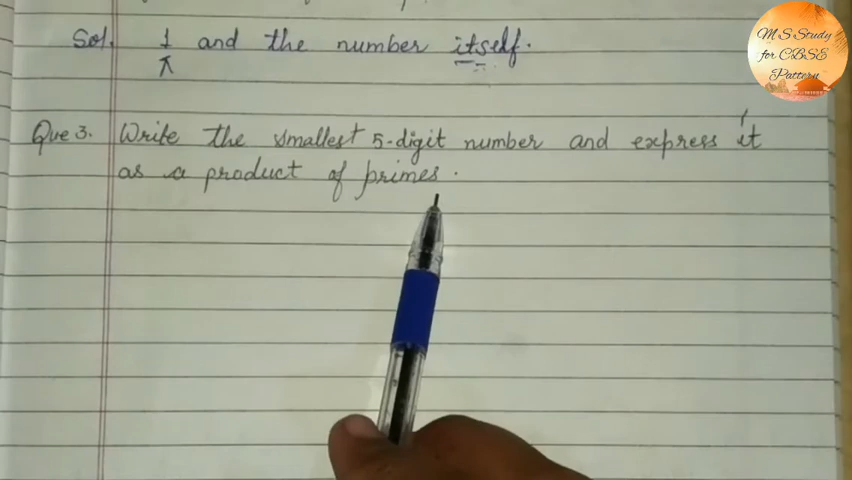 Sol. 1 and the number itself.
Que 3. Write the smallest 5-digit number and express it
as a product of primes.
M S Study
for CBSE
Pattern